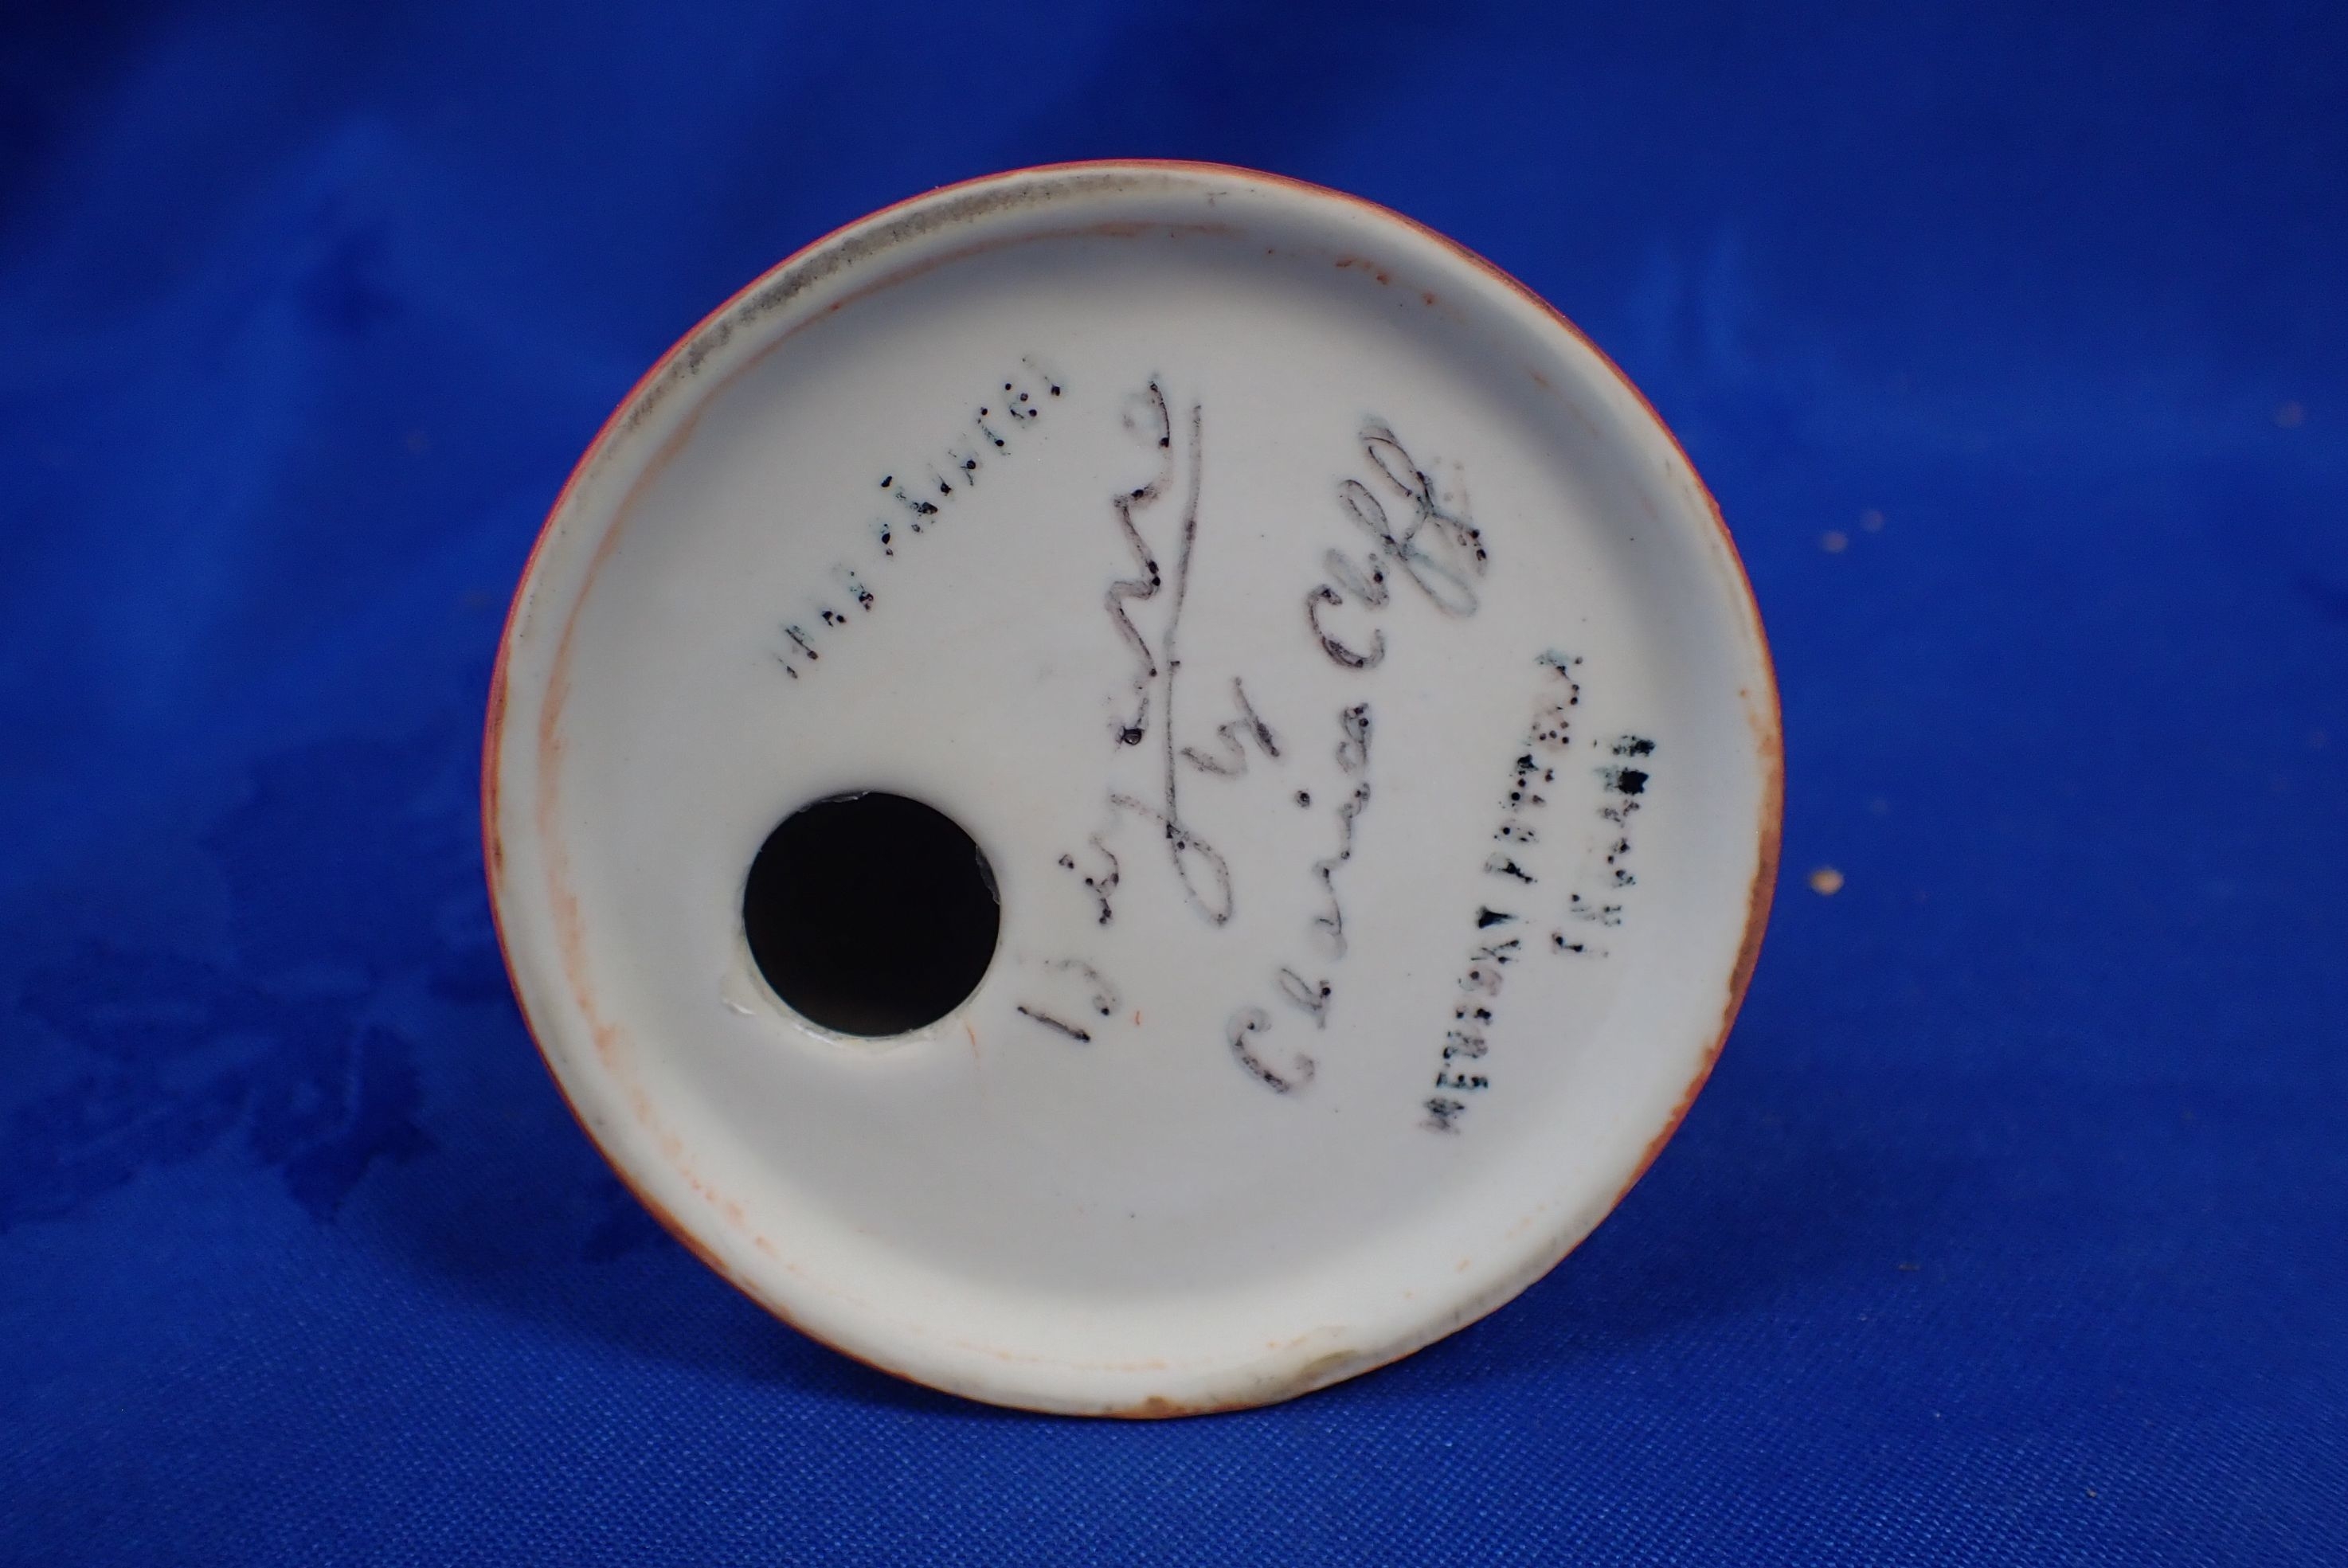 HAND PAINTED
Bizarre
by
Clarice Cliff
NEWPORT POTTERY
ENGLAND